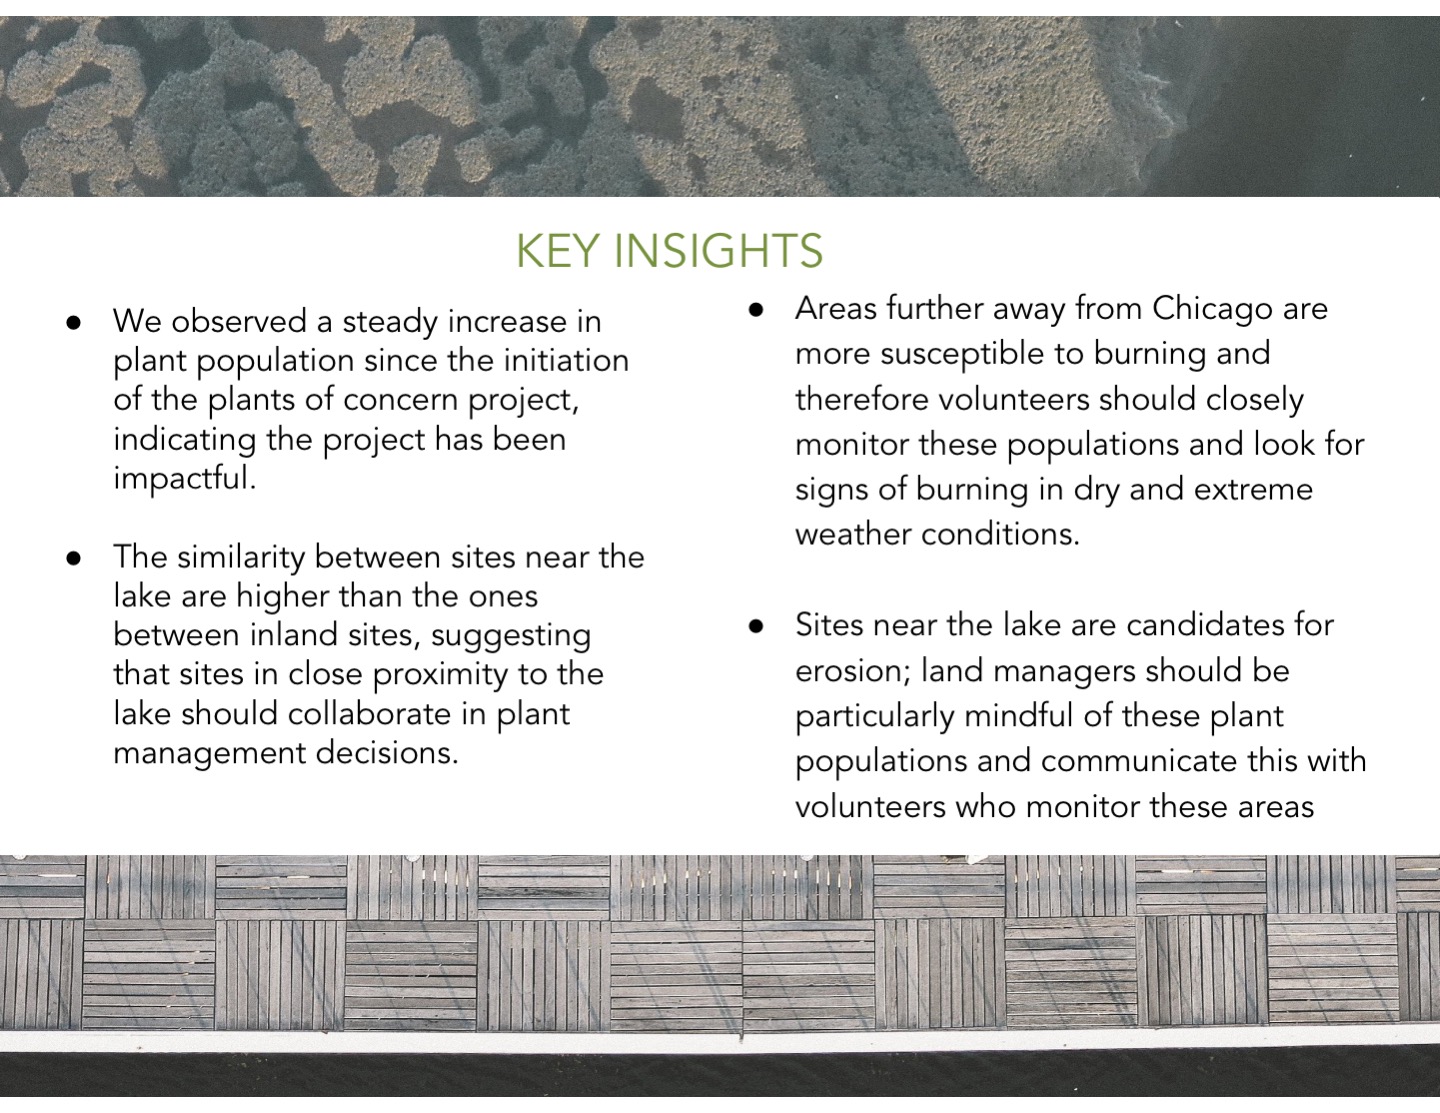 KEY INSIGHTS
● We observed a steady increase in
plant population since the initiation
of the plants of concern project,
indicating the project has been
impactful.
● The similarity between sites near the
lake are higher than the ones
between inland sites, suggesting
that sites in close proximity to the
lake should collaborate in plant
management decisions.
● Areas further away from Chicago are
more susceptible to burning and
therefore volunteers should closely
monitor these populations and look for
signs of burning in dry and extreme
weather conditions.
● Sites near the lake are candidates for
erosion; land managers should be
particularly mindful of these plant
populations and communicate this with
volunteers who monitor these areas